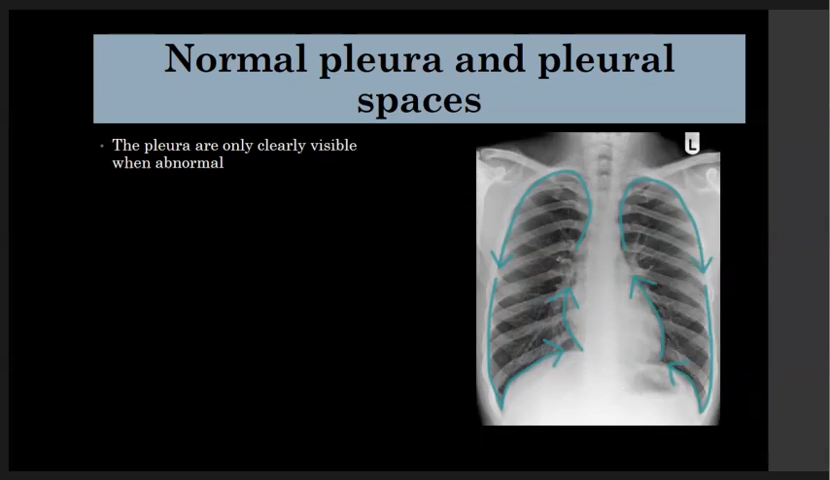 Normal pleura and pleural
spaces
The pleura are only clearly visible
when abnormal
L